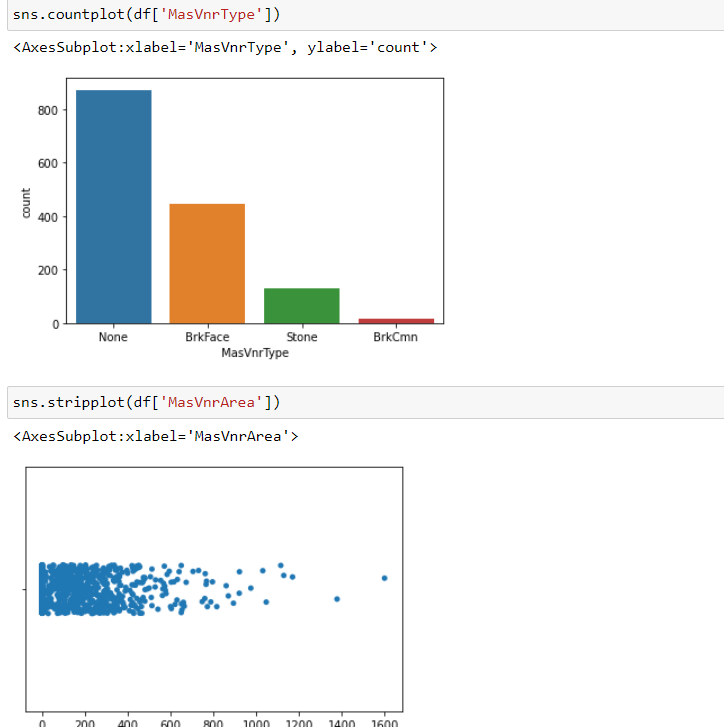 sns.countplot(df['MasVnrType'])
<AxesSubplot:xlabel='MasVnrType', ylabel='count'>
800
600
400
200
0
count
None BrkFace Stone BrkCmn
MasVnrType
sns.stripplot(df['MasVnrArea'])
<AxesSubplot:xlabel='MasVnrArea'>
0 200 400 600 800 1000 1200 1400 1600